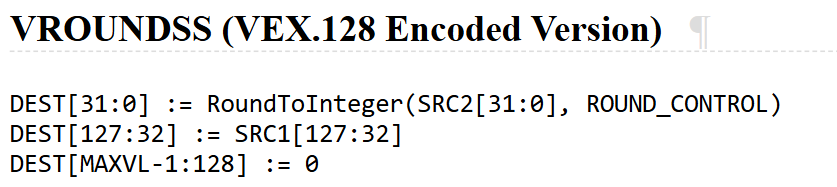 VROUNDSS (VEX.128 Encoded Version) ¶
DEST[31:0] := RoundToInteger(SRC2[31:0], ROUND_CONTROL)
DEST[127:32] := SRC1[127:32]
DEST[MAXVL-1:128] := 0